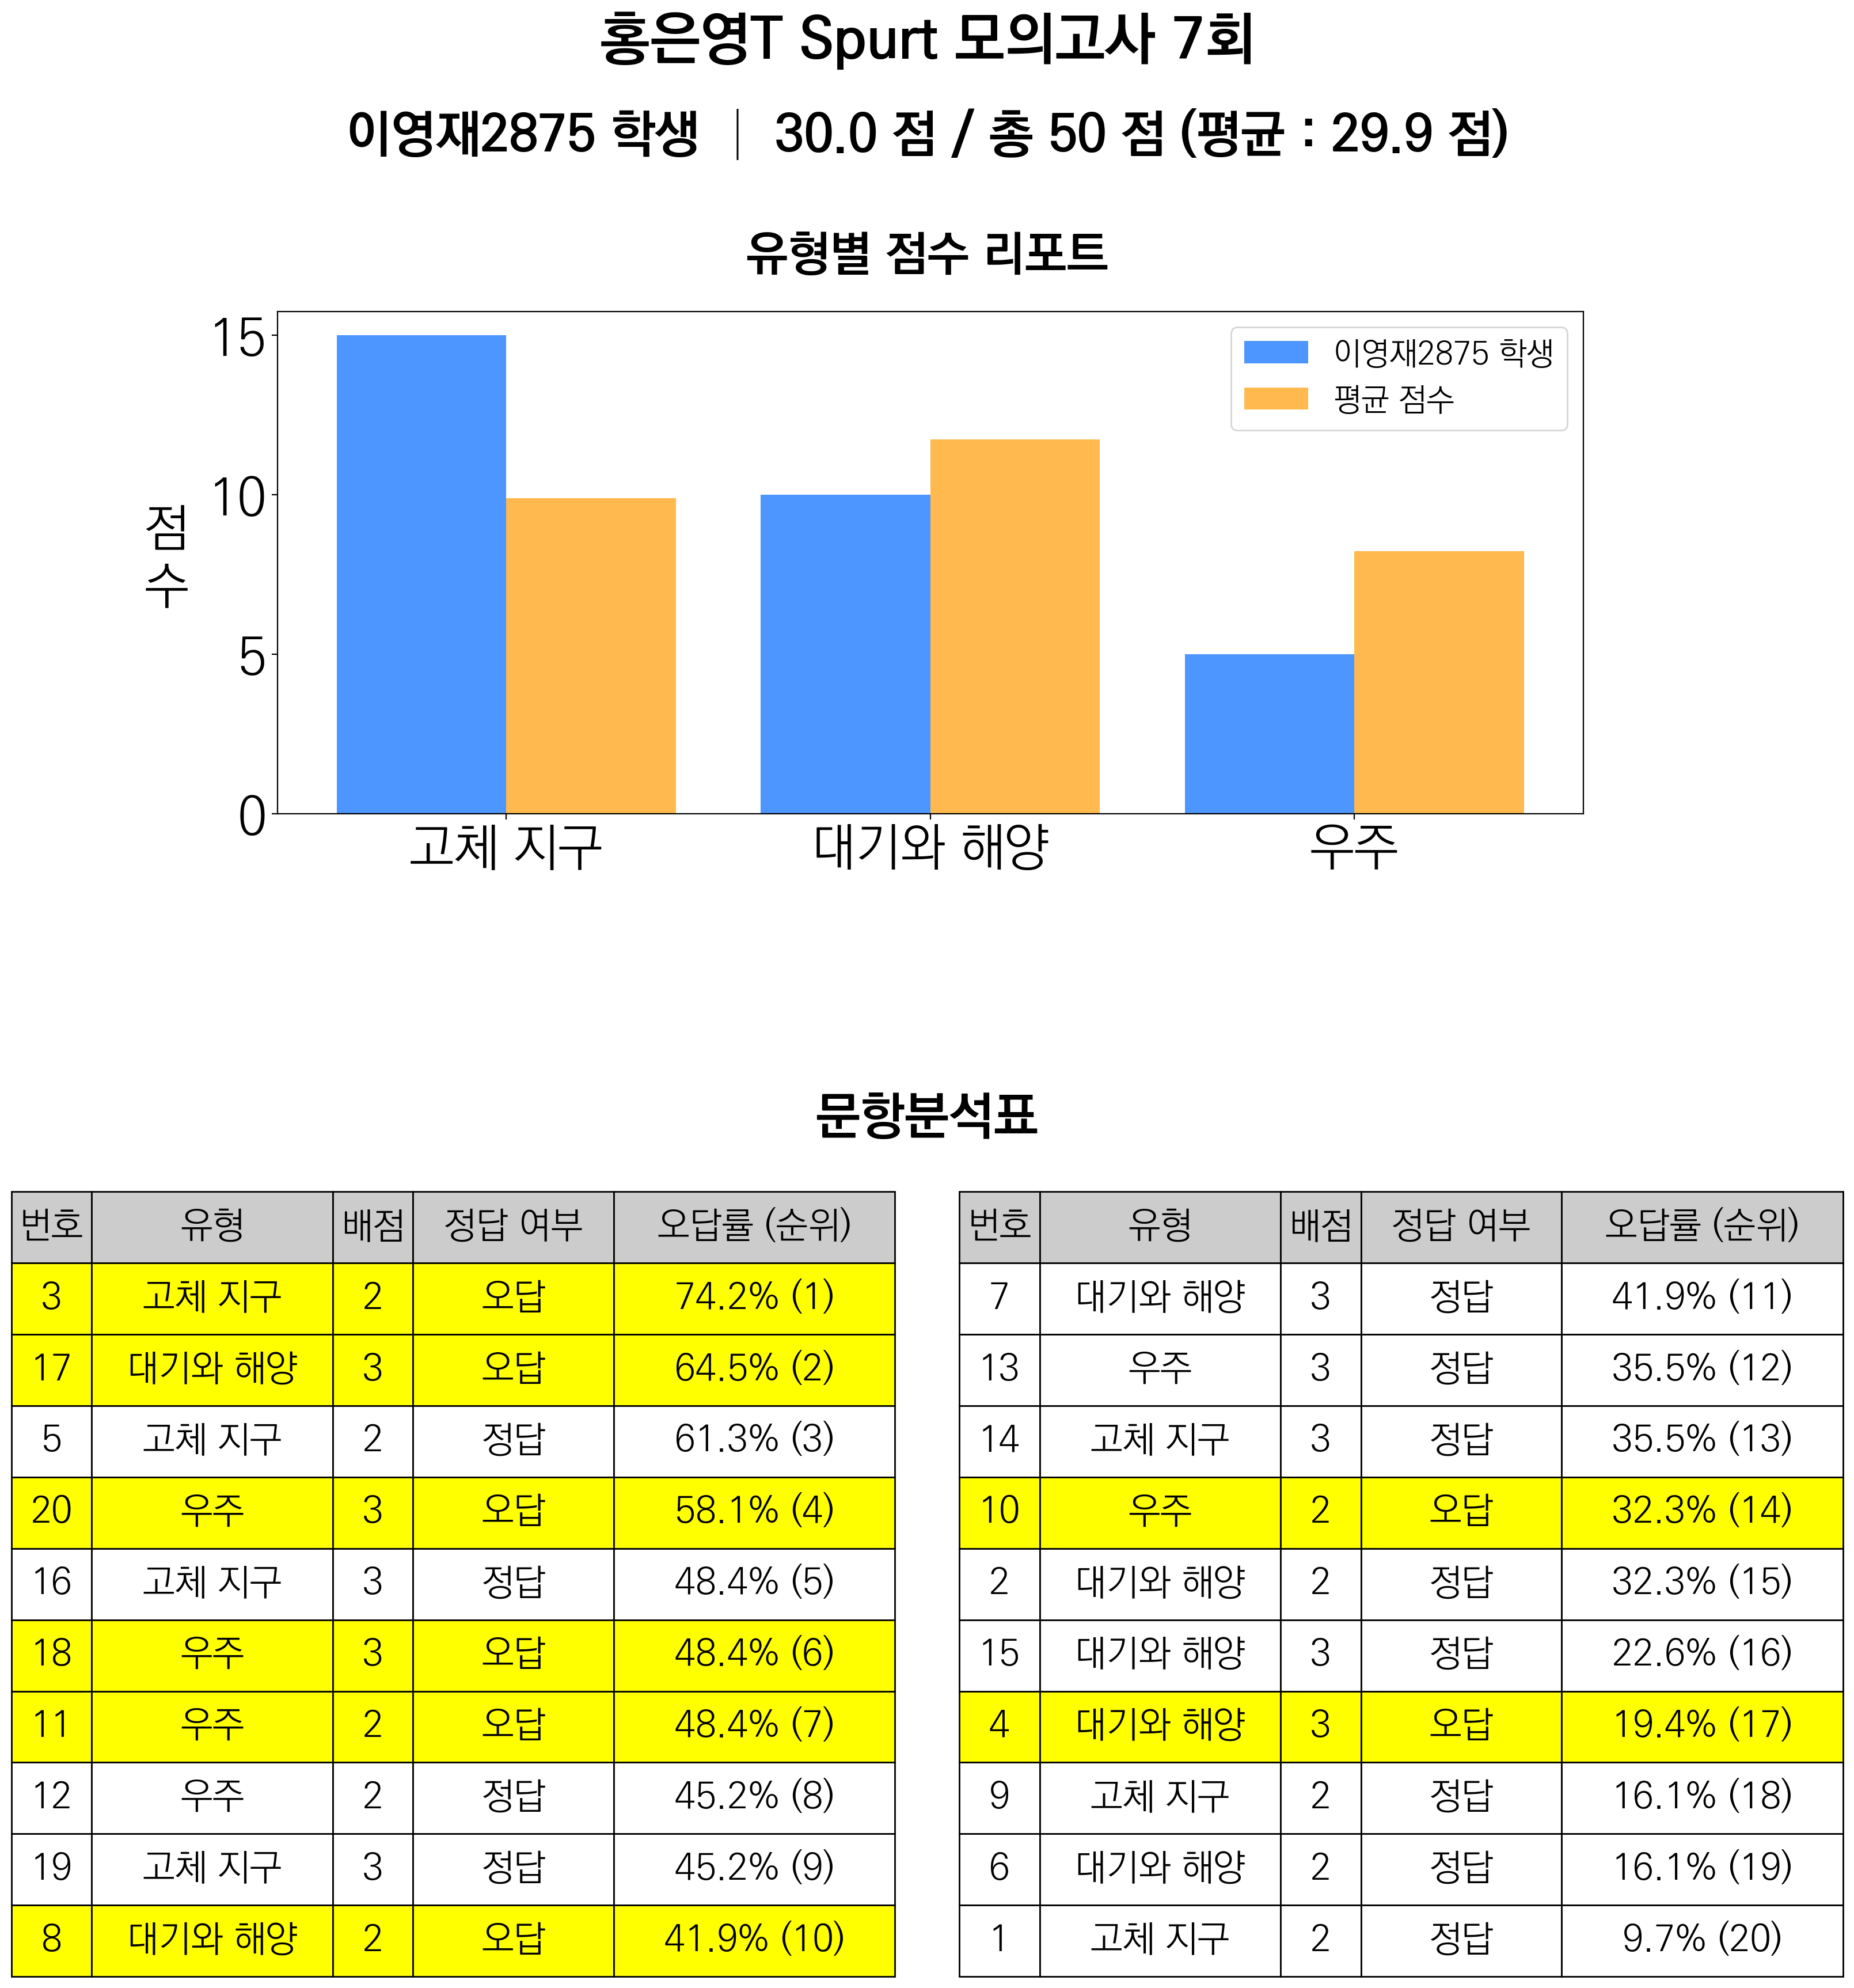 홍은영T Spurt 모의고사 7회
이영재2875 학생 | 30.0 점 / 총 50 점 (평균 : 29.9 점)
유형별 점수 리포트
점
수
15
10
5
0
이영재2875 학생
평균 점수
고체 지구 대기와 해양 우주
문항분석표
번호 유형 배점 정답 여부 오답률 (순위)
3 고체 지구 2 오답 74.2% (1)
17 대기와 해양 3 오답 64.5% (2)
5 고체 지구 2 정답 61.3% (3)
20 우주 3 오답 58.1% (4)
16 고체 지구 3 정답 48.4% (5)
18 우주 3 오답 48.4% (6)
11 우주 2 오답 48.4% (7)
12 우주 2 정답 45.2% (8)
19 고체 지구 3 정답 45.2% (9)
8 대기와 해양 2 오답 41.9% (10)
번호 유형 배점 정답 여부 오답률 (순위)
7 대기와 해양 3 정답 41.9% (11)
13 우주 3 정답 35.5% (12)
14 고체 지구 3 정답 35.5% (13)
10 우주 2 오답 32.3% (14)
2 대기와 해양 2 정답 32.3% (15)
15 대기와 해양 3 정답 22.6% (16)
4 대기와 해양 3 오답 19.4% (17)
9 고체 지구 2 정답 16.1% (18)
6 대기와 해양 2 정답 16.1% (19)
1 고체 지구 2 정답 9.7% (20)